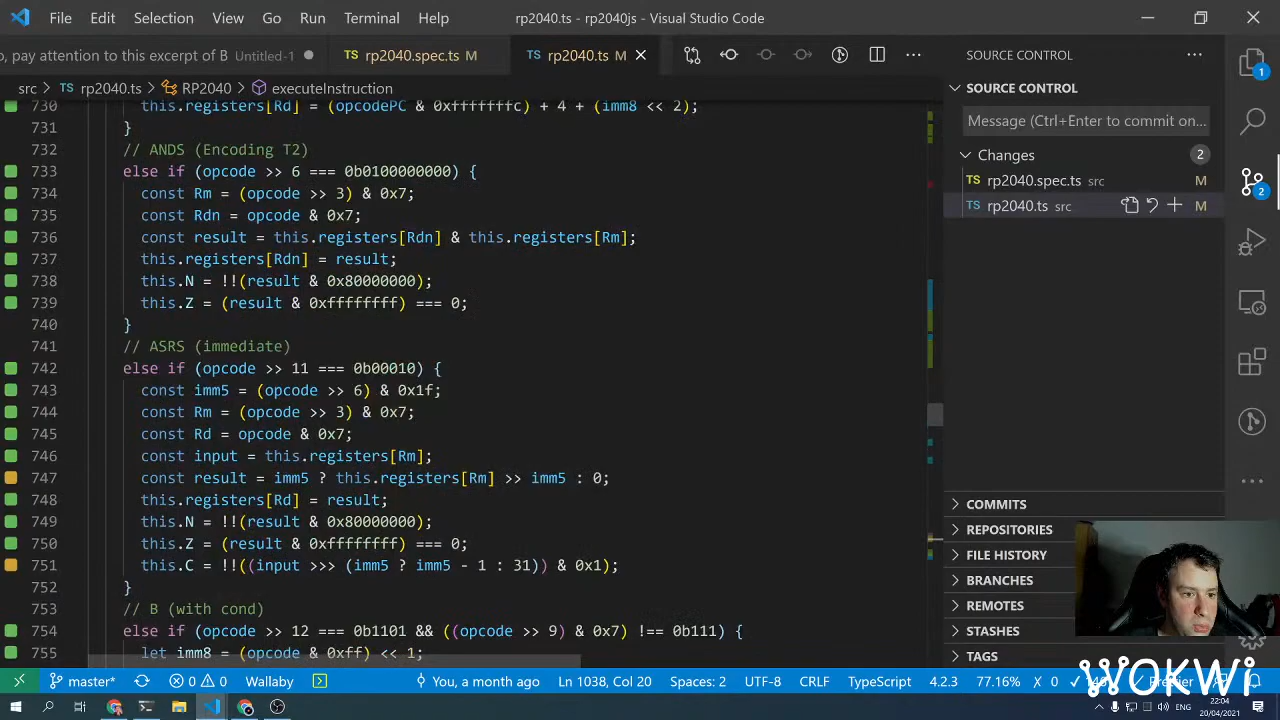 File Edit Selection View Go Run Terminal Help rp2040.ts - rp2040js - Visual Studio Code
o, pay attention to this excerpt of B Untitled-1 rp2040.spec.ts M rp2040.ts M
src > rp2040.ts > RP2040 > executeInstruction
730 this.registers[Rd] = (opcodePC & 0xfffffffc) + 4 + (imm8 << 2);
731 }
732 // ANDS (Encoding T2)
733 else if (opcode >> 6 === 0b0100000000) {
734 const Rm = (opcode >> 3) & 0x7;
735 const Rdn = opcode & 0x7;
736 const result = this.registers[Rdn] & this.registers[Rm];
737 this.registers[Rdn] = result;
738 this.N = !!(result & 0x80000000);
739 this.Z = (result & 0xffffffff) === 0;
740 }
741 // ASRS (immediate)
742 else if (opcode >> 11 === 0b00010) {
743 const imm5 = (opcode >> 6) & 0x1f;
744 const Rm = (opcode >> 3) & 0x7;
745 const Rd = opcode & 0x7;
746 const input = this.registers[Rm];
747 const result = imm5 ? this.registers[Rm] >> imm5 : 0;
748 this.registers[Rd] = result;
749 this.N = !!(result & 0x80000000);
750 this.Z = (result & 0xffffffff) === 0;
751 this.C = !!((input >>> (imm5 ? imm5 - 1 : 31)) & 0x1);
752 }
753 // B (with cond)
754 else if (opcode >> 12 === 0b1101 && ((opcode >> 9) & 0x7) !== 0b111) {
755 let imm8 = (opcode & 0xff) << 1;
SOURCE CONTROL
SOURCE CONTROL
Message (Ctrl+Enter to commit on...
Changes 2
rp2040.spec.ts src M
rp2040.ts src M
COMMITS
REPOSITORIES
FILE HISTORY
BRANCHES
REMOTES
STASHES
TAGS
1
2
WOKWi
master* 0 0 Wallaby You, a month ago Ln 1038, Col 20 Spaces: 2 UTF-8 CRLF TypeScript 4.2.3 77.16% X 0
ENG 22:04
20/04/2021